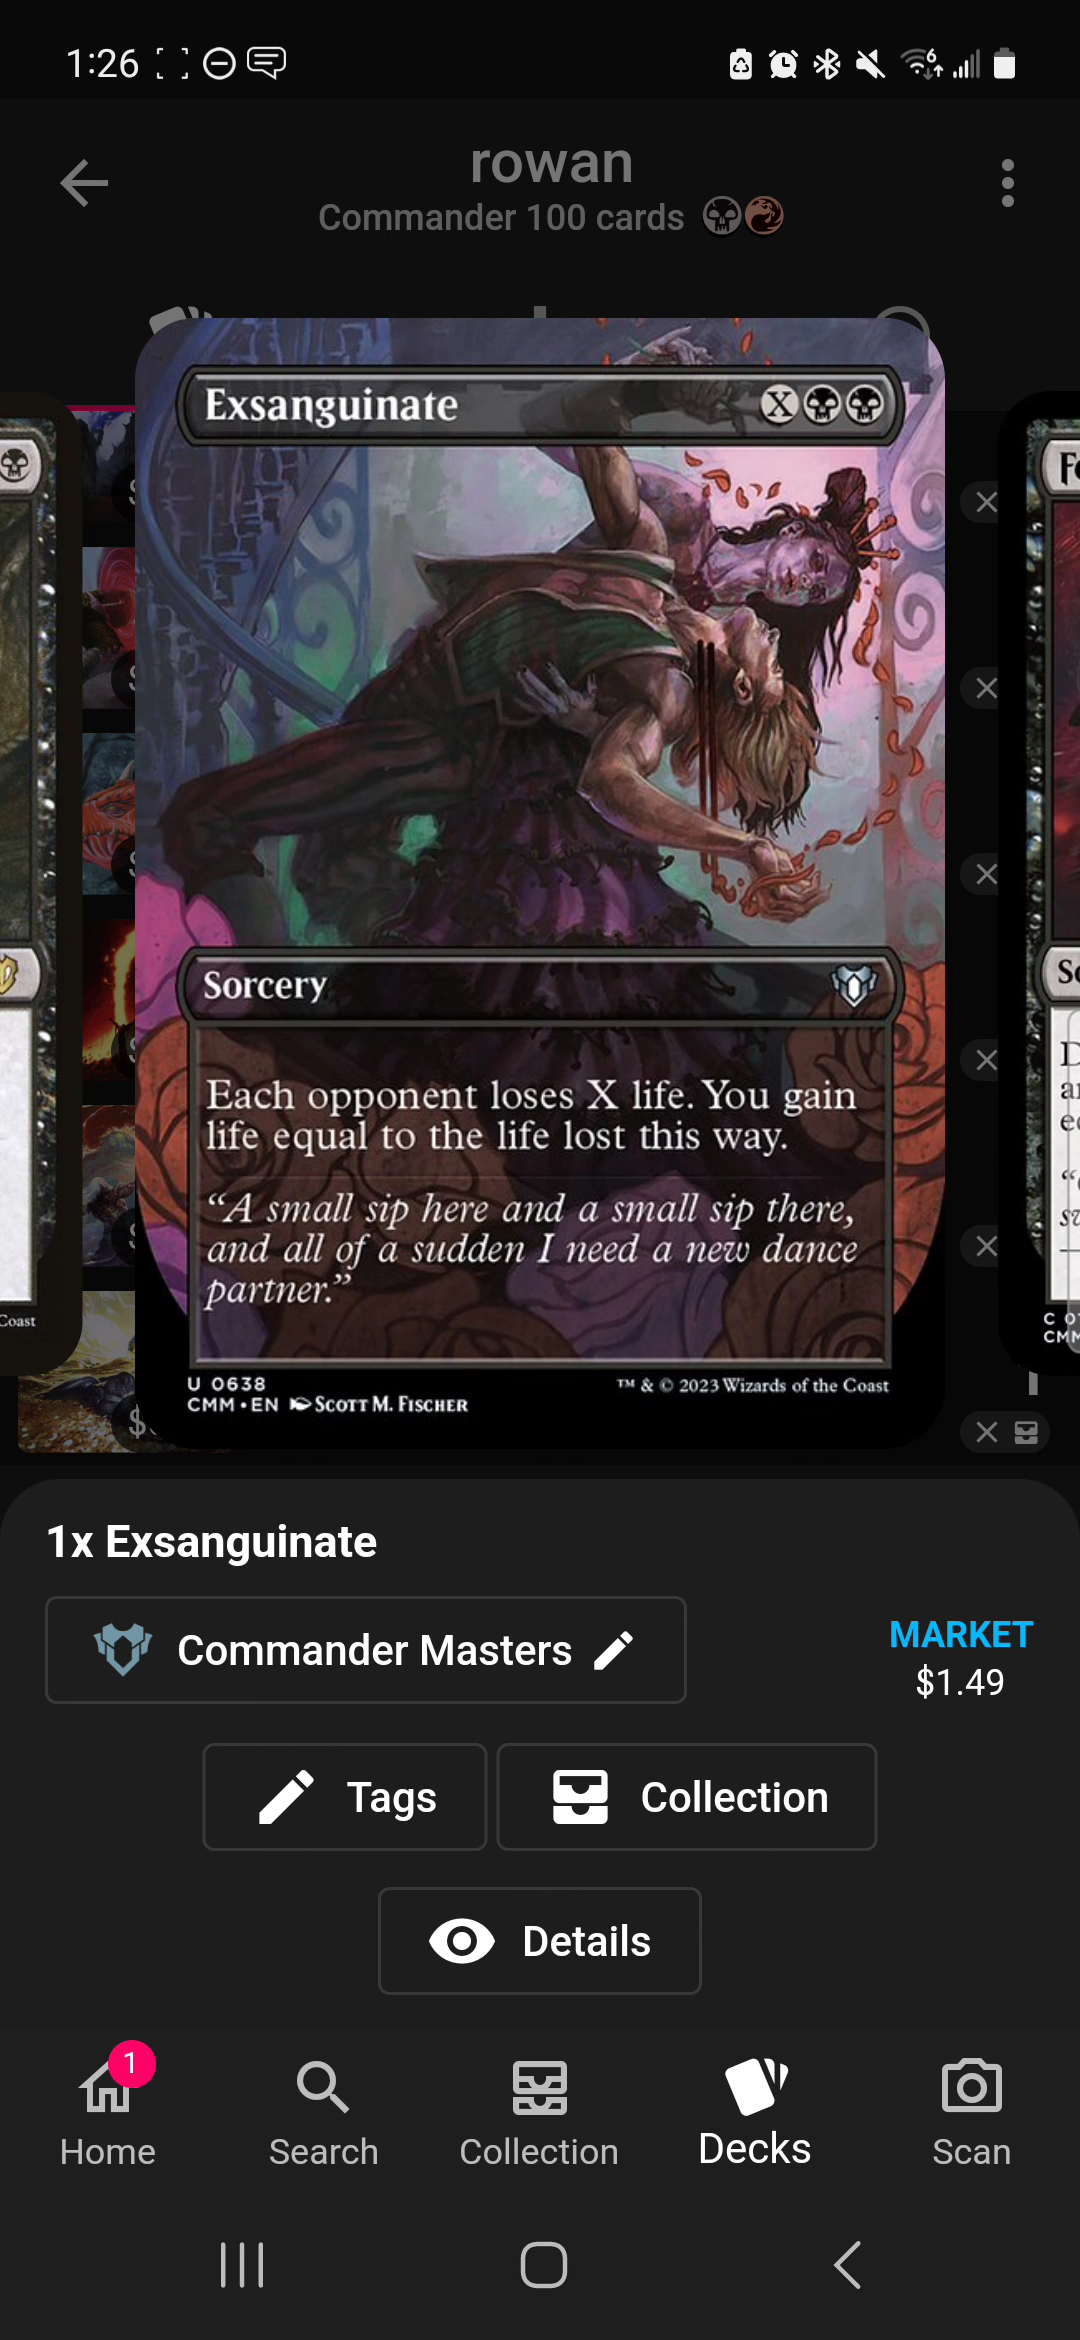 1:26
rowan
Commander 100 cards
Exsanguinate
X
Sorcery
Each opponent loses X life. You gain
life equal to the life lost this way.
“A small sip here and a small sip there,
and all of a sudden I need a new dance
partner.”
U 0638
CMM • EN SCOTT M. FISCHER
™ & © 2023 Wizards of the Coast
Coast
1x Exsanguinate
Commander Masters
MARKET
$1.49
Tags
Collection
Details
1
Home
Search
Collection
Decks
Scan